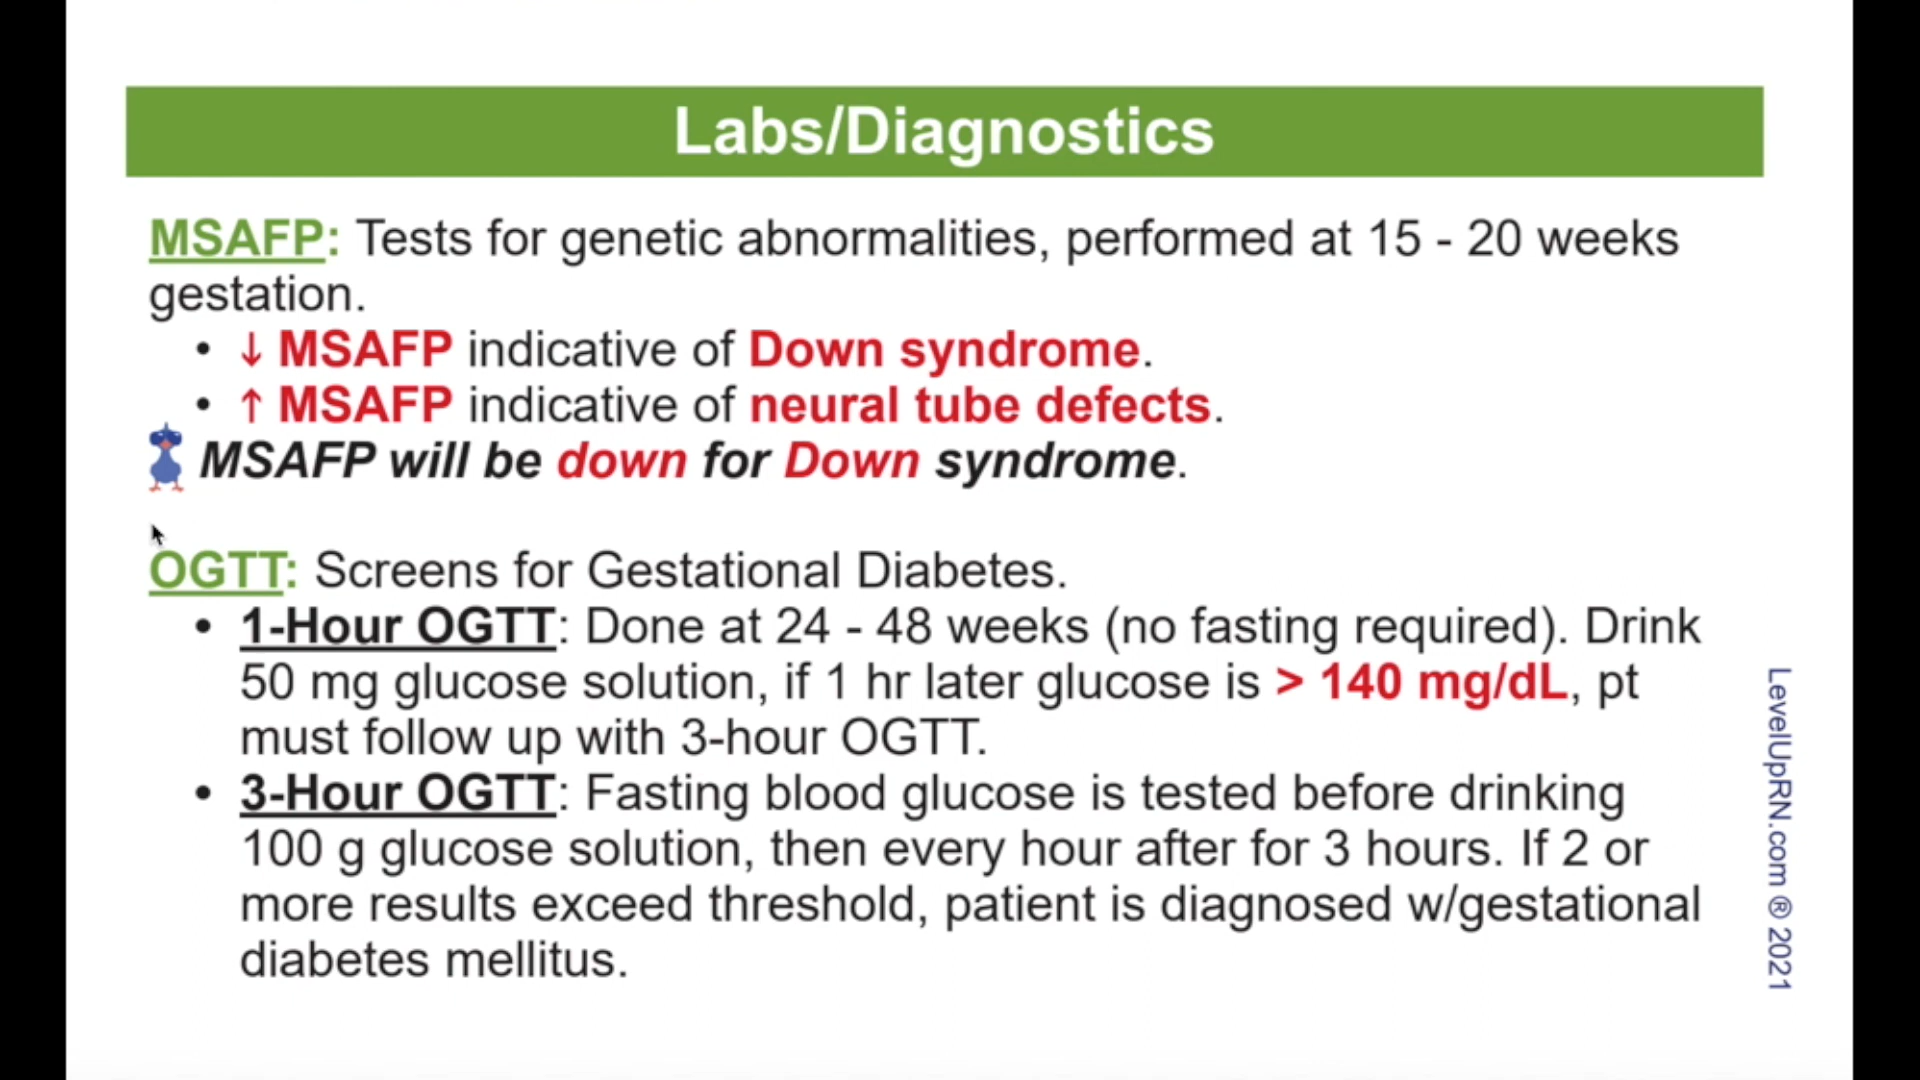 Labs/Diagnostics
MSAFP: Tests for genetic abnormalities, performed at 15 - 20 weeks
gestation.
• ↓ MSAFP indicative of Down syndrome.
• ↑ MSAFP indicative of neural tube defects.
MSAFP will be down for Down syndrome.
OGTT: Screens for Gestational Diabetes.
• 1-Hour OGTT: Done at 24 - 48 weeks (no fasting required). Drink
50 mg glucose solution, if 1 hr later glucose is > 140 mg/dL, pt
must follow up with 3-hour OGTT.
• 3-Hour OGTT: Fasting blood glucose is tested before drinking
100 g glucose solution, then every hour after for 3 hours. If 2 or
more results exceed threshold, patient is diagnosed w/gestational
diabetes mellitus.
LevelUpRN.com ® 2021